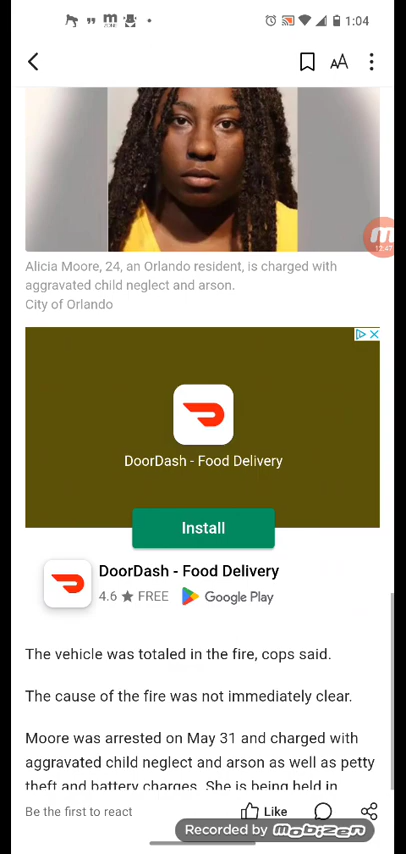 1:04
AA
12:47
Alicia Moore, 24, an Orlando resident, is charged with
aggravated child neglect and arson.
City of Orlando
DoorDash - Food Delivery
Install
DoorDash - Food Delivery
4.6 ★ FREE Google Play
The vehicle was totaled in the fire, cops said.
The cause of the fire was not immediately clear.
Moore was arrested on May 31 and charged with
aggravated child neglect and arson as well as petty
theft and battery charges. She is being held in
Be the first to react Like
Recorded by mobizen